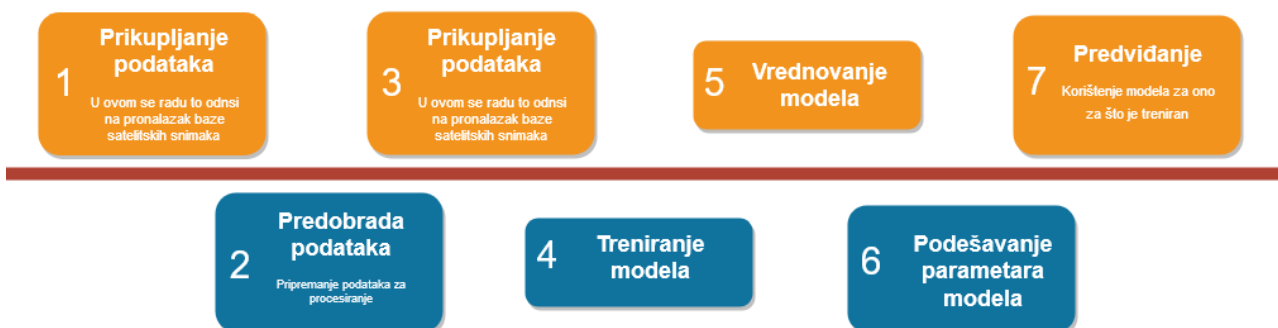 1
Prikupljanje
podataka
U ovom se radu to odnsi
na pronalazak baze
satelitskih snimaka
2
Predobrada
podataka
Pripremanje podataka za
procesiranje
3
Prikupljanje
podataka
U ovom se radu to odnsi
na pronalazak baze
satelitskih snimaka
4
Treniranje
modela
5
Vrednovanje
modela
6
Podešavanje
parametara
modela
7
Predviđanje
Korištenje modela za ono
za što je treniran